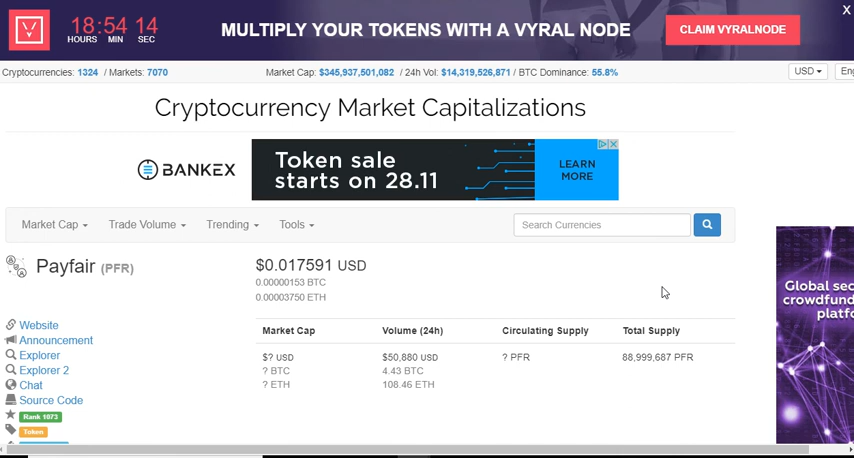 18:54 14
HOURS MIN SEC
MULTIPLY YOUR TOKENS WITH A VYRAL NODE
CLAIM VYRALNODE
X
Cryptocurrencies: 1324 / Markets: 7070
Market Cap: $345,937,501,082 / 24h Vol: $14,319,526,871 / BTC Dominance: 55.8%
USD
Eng
Cryptocurrency Market Capitalizations
BANKEX
Token sale
starts on 28.11
LEARN
MORE
Market Cap Trade Volume Trending Tools
Search Currencies
Payfair (PFR)
$0.017591 USD
0.00000153 BTC
0.00003750 ETH
Website
Announcement
Explorer
Explorer 2
Chat
Source Code
Rank 1073
Token
Market Cap Volume (24h) Circulating Supply Total Supply
$? USD $50,880 USD ? PFR 88,999,687 PFR
? BTC 4.43 BTC
? ETH 108.46 ETH
Global sec
crowdfund
platfo